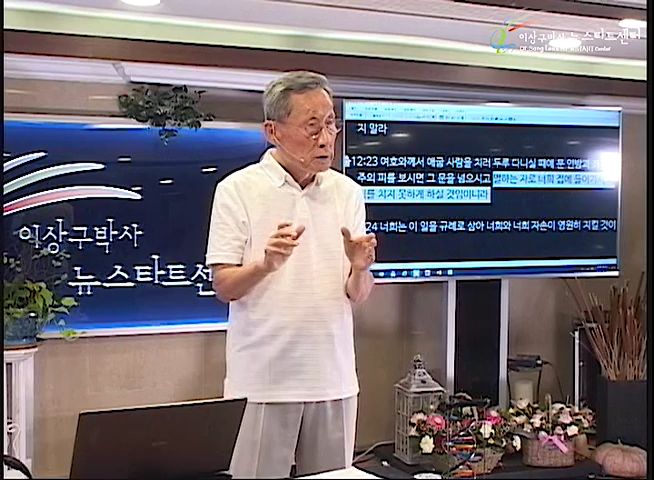 이상구박사 뉴스타트센터
Dr. Sang Lee's NEWSTART Center
지 말라
12:23 여호와께서 애굽 사람을 치러 두루 다니실 때에 문 인방과 좌
주의 피를 보시면 그 문을 넘으시고 멸하는 자로 너희 집에 들어가
를 치지 못하게 하실 것임이니라
24 너희는 이 일을 규례로 삼아 너희와 너희 자손이 영원히 지킬 것이
이상구박사
뉴스타트센